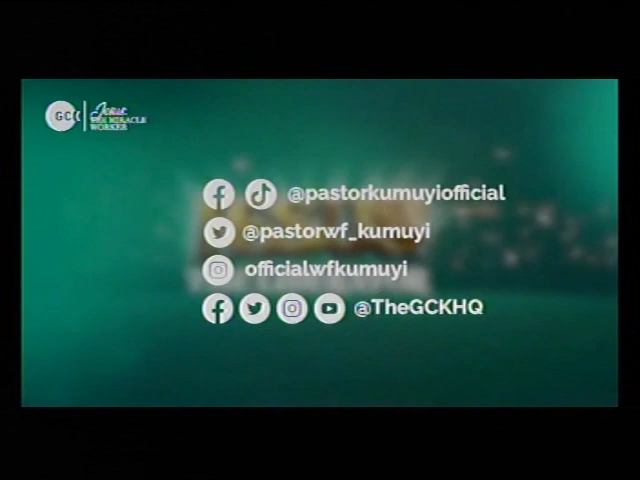 GCK
Jesus
THE MIRACLE
WORKER
@pastorkumuyiofficial
@pastorwf_kumuyi
officialwfkumuyi
@TheGCKHQ